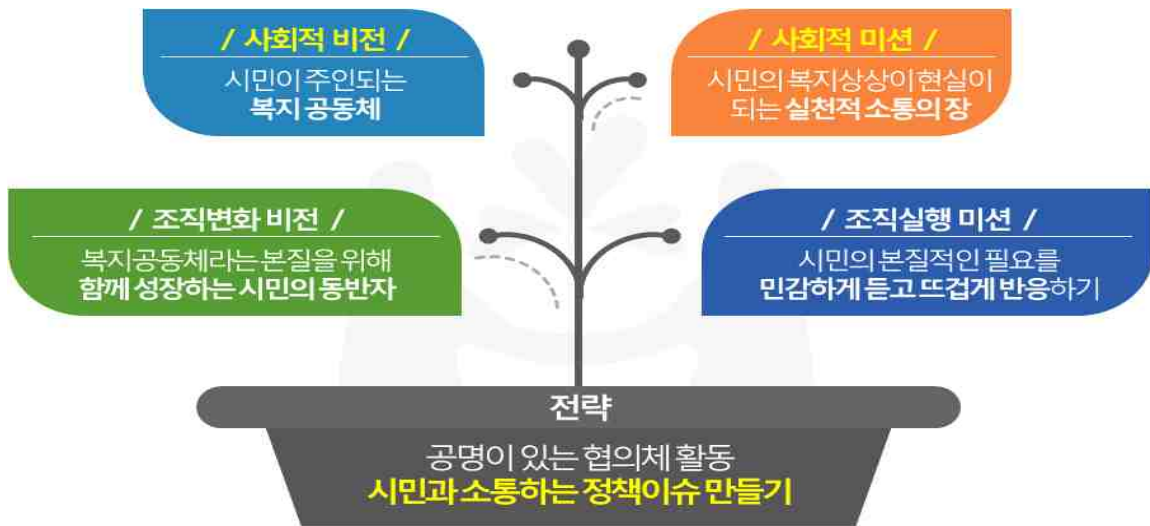 / 사회적 비전 /
시민이 주인되는
복지 공동체
/ 사회적 미션 /
시민의 복지상상이 현실이
되는 실천적 소통의 장
/ 조직변화 비전 /
복지공동체라는 본질을 위해
함께 성장하는 시민의 동반자
/ 조직실행 미션 /
시민의 본질적인 필요를
민감하게 듣고 뜨겁게 반응하기
전략
공명이 있는 협의체 활동
시민과 소통하는 정책이슈 만들기